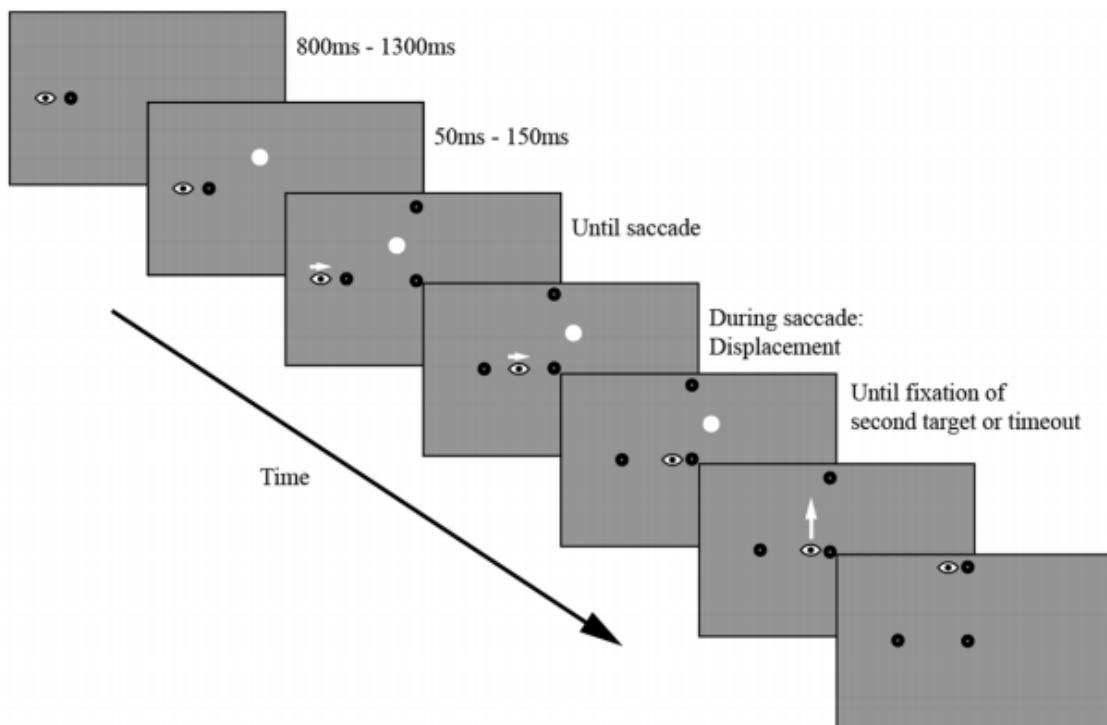 800ms - 1300ms
50ms - 150ms
Until saccade
During saccade:
Displacement
Until fixation of
second target or timeout
Time